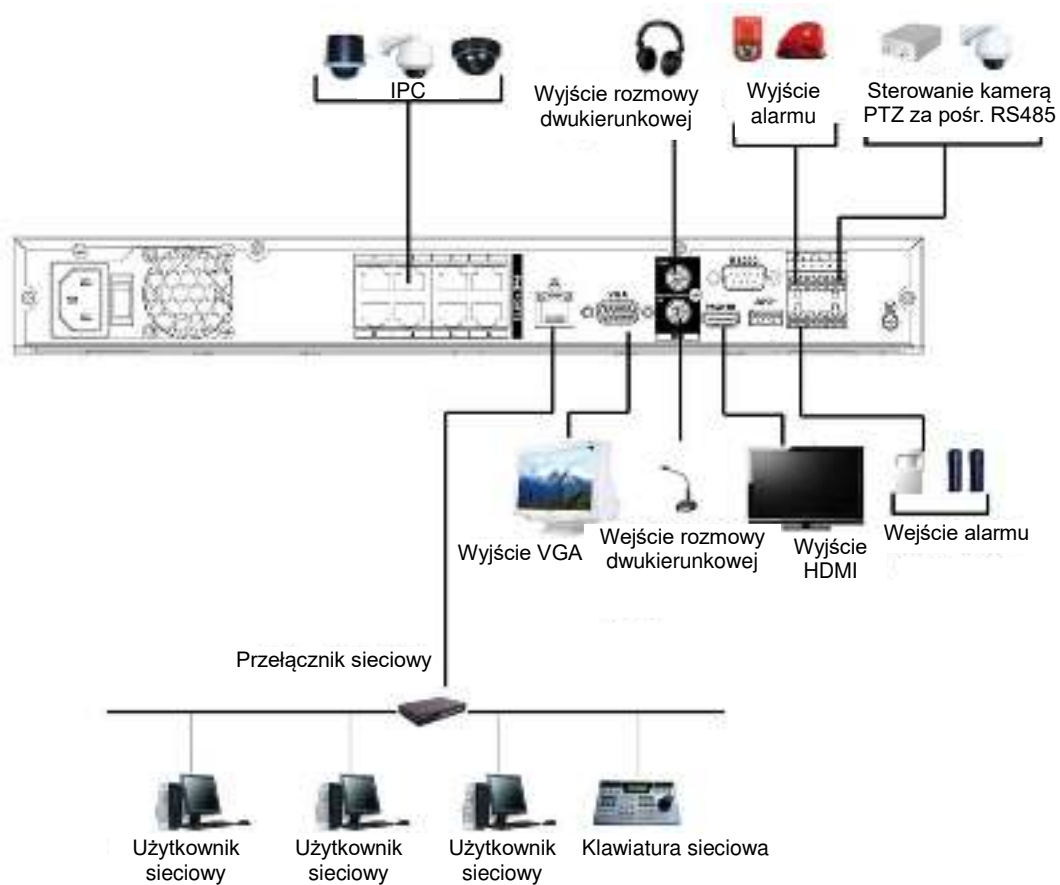 IPC
Wyjście rozmowy
dwukierunkowej
Wyjście
alarmu
Sterowanie kamerą
PTZ za pośr. RS485
VGA
Wyjście VGA
Wejście rozmowy
dwukierunkowej
Wyjście
HDMI
Wejście alarmu
Przełącznik sieciowy
Użytkownik
sieciowy
Użytkownik
sieciowy
Użytkownik
sieciowy
Klawiatura sieciowa